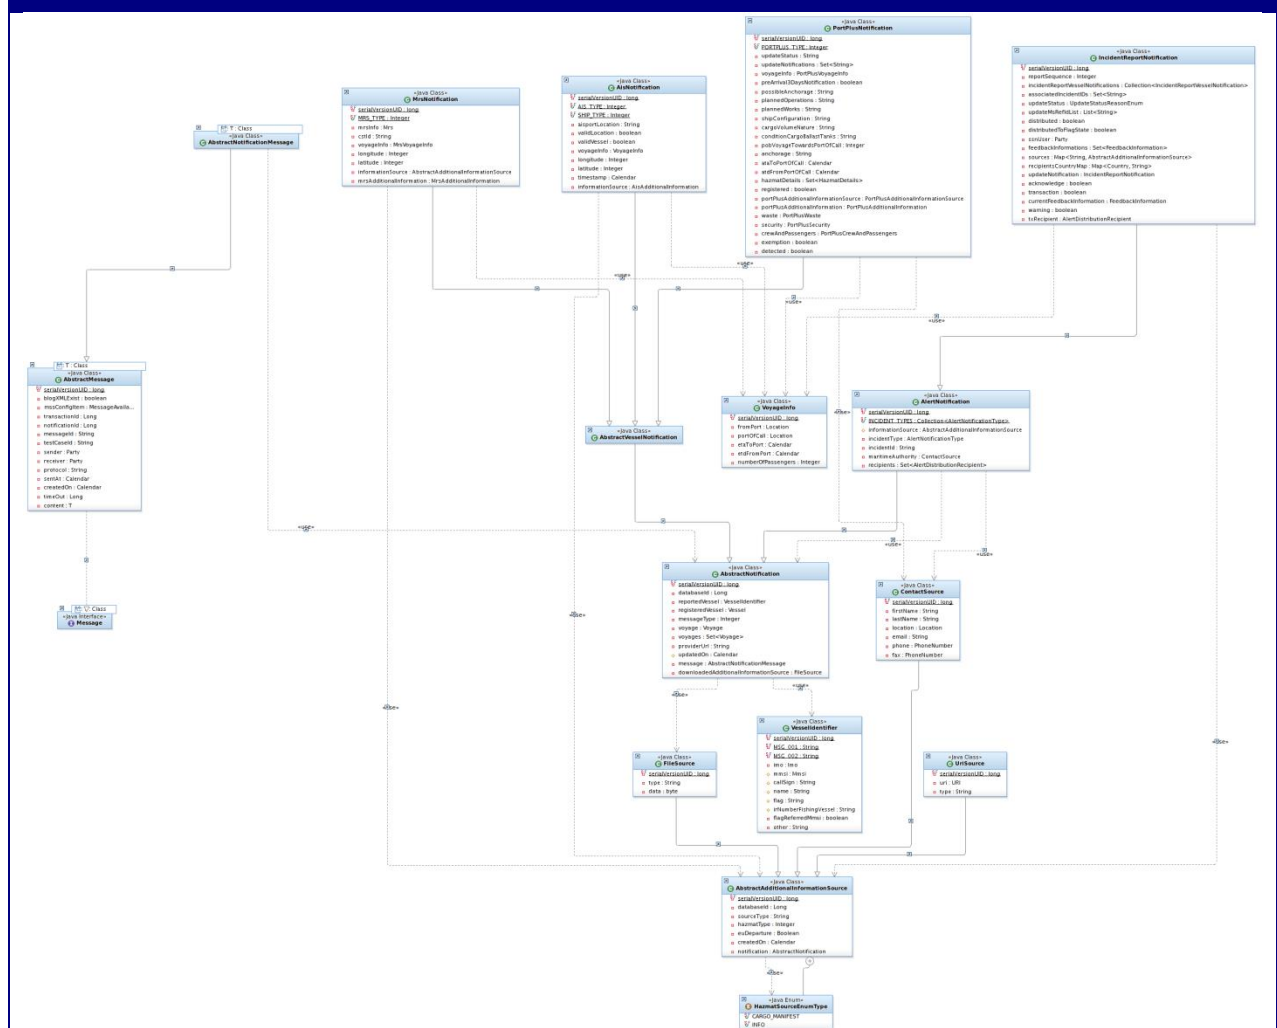 «Java Class»
PortPlusNotification
serialVersionUID : long
PORTPLUS_TYPE: Integer
updateStatus : String
updateNotifications : Set<String>
voyageInfo : PortPlusVoyageInfo
preArrival3DaysNotification : boolean
possibleAnchorage : String
plannedOperations : String
plannedWorks : String
shipConfiguration : String
cargoVolumeNature : String
conditionCargoBallastTanks : String
pobVoyageTowardsPortOfCall : Integer
anchorage : String
ataToPortOfCall : Calendar
atdFromPortOfCall : Calendar
hazmatDetails : Set<HazmatDetails>
registered : boolean
portPlusAdditionalInformationSource : PortPlusAdditionalInformationSource
portPlusAdditionalInformation : PortPlusAdditionalInformation
waste : PortPlusWaste
security : PortPlusSecurity
crewAndPassengers : PortPlusCrewAndPassengers
exemption : boolean
detected : boolean
«Java Class»
IncidentReportNotification
serialVersionUID : long
reportSequence : Integer
incidentReportVesselNotifications : Collection<IncidentReportVesselNotification>
associatedIncidentIDs : Set<String>
updateStatus : UpdateStatusReasonEnum
updateMsRefIdList : List<String>
distributed : boolean
distributedToFlagState : boolean
ssnUser : Party
feedbackInformations : Set<FeedbackInformation>
sources : Map<String, AbstractAdditionalInformationSource>
recipientsCountryMap : Map<Country, String>
updateNotification : IncidentReportNotification
acknowledge : boolean
transaction : boolean
currentFeedbackInformation : FeedbackInformation
warning : boolean
txRecipient : AlertDistributionRecipient
«Java Class»
AisNotification
serialVersionUID : long
AIS_TYPE: Integer
SHIP_TYPE: Integer
aisportLocation : String
validLocation : boolean
validVessel : boolean
voyageInfo : VoyageInfo
longitude : Integer
latitude : Integer
timestamp : Calendar
informationSource : AisAdditionalInformation
«Java Class»
MrsNotification
serialVersionUID : long
MRS_TYPE: Integer
mrsInfo : Mrs
cstId : String
voyageInfo : MrsVoyageInfo
longitude : Integer
latitude : Integer
informationSource : AbstractAdditionalInformationSource
mrsAdditionalInformation : MrsAdditionalInformation
T : Class
«Java Class»
AbstractNotificationMessage
«use»
«use»
«use»
«use»
T : Class
«Java Class»
AbstractMessage
serialVersionUID : long
blogXMLExist : boolean
mssConfigItem : MessageAvaila...
transactionId : Long
notificationId : Long
messageId : String
testCaseId : String
sender : Party
receiver : Party
protocol : String
sentAt : Calendar
createdOn : Calendar
timeOut : Long
content : T
«Java Class»
VoyageInfo
serialVersionUID : long
fromPort : Location
portOfCall : Location
etaToPort : Calendar
etdFromPort : Calendar
numberOfPassengers : Integer
«use»
«Java Class»
AlertNotification
serialVersionUID : long
INCIDENT_TYPES : Collection<AlertNotificationType>
informationSource : AbstractAdditionalInformationSource
incidentType : AlertNotificationType
incidentId : String
maritimeAuthority : ContactSource
recipients : Set<AlertDistributionRecipient>
«Java Class»
AbstractVesselNotification
«use»
«use»
«use»
«Java Class»
AbstractNotification
serialVersionUID : long
databaseId : Long
reportedVessel : VesselIdentifier
registeredVessel : Vessel
messageType : Integer
voyage : Voyage
voyages : Set<Voyage>
providerUrl : String
updatedOn : Calendar
message : AbstractNotificationMessage
downloadedAdditionalInformationSource : FileSource
«Java Class»
ContactSource
serialVersionUID : long
firstName : String
lastName : String
location : Location
email : String
phone : PhoneNumber
fax : PhoneNumber
V: Class
«Java Interface»
Message
«use»
«use»
«use»
«use»
«use»
«Java Class»
VesselIdentifier
serialVersionUID : long
MSG_001 : String
MSG_002 : String
imo : Imo
mmsi : Mmsi
callSign : String
name : String
flag : String
irNumberFishingVessel : String
flagReferredMmsi : boolean
other : String
«Java Class»
FileSource
serialVersionUID : long
type : String
data : byte
«Java Class»
UrlSource
serialVersionUID : long
url : URI
type : String
«Java Class»
AbstractAdditionalInformationSource
serialVersionUID : long
databaseId : Long
sourceType : String
hazmatType : Integer
euDeparture : Boolean
createdOn : Calendar
notification : AbstractNotification
«use»
«Java Enum»
HazmatSourceEnumType
CARGO_MANIFEST
INFO